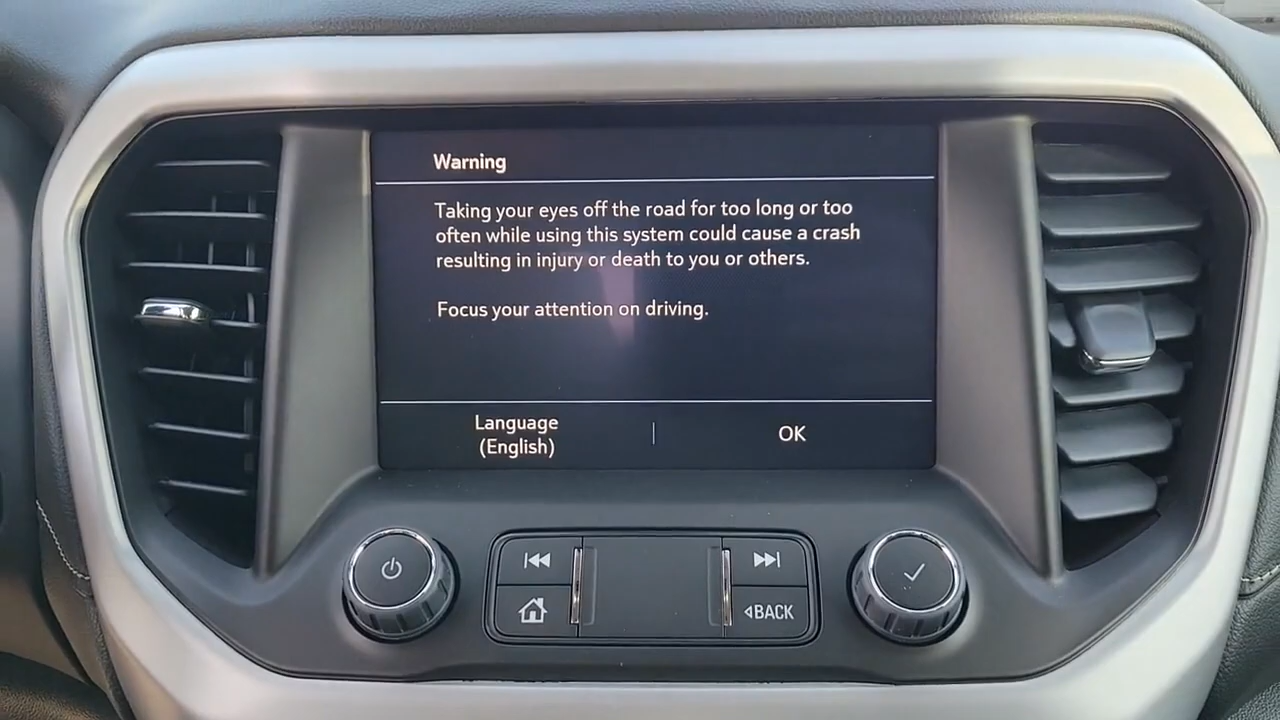 Warning
Taking your eyes off the road for too long or too
often while using this system could cause a crash
resulting in injury or death to you or others.
Focus your attention on driving.
Language
(English)
OK
BACK